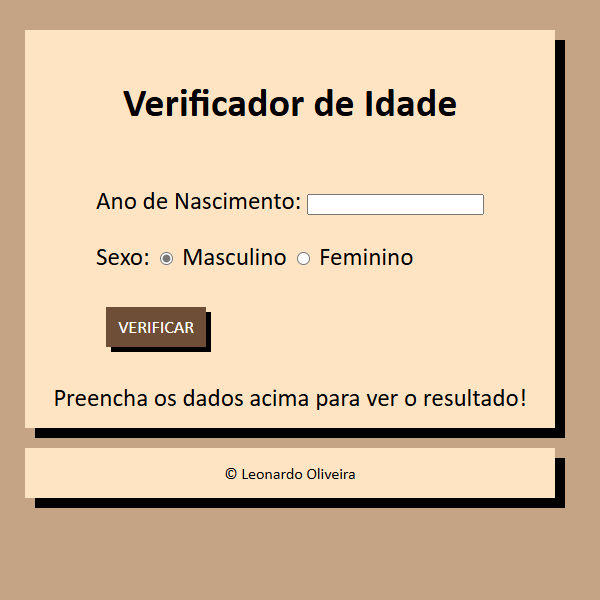 Verificador de Idade
Ano de Nascimento:
Sexo: Masculino Feminino
VERIFICAR
Preencha os dados acima para ver o resultado!
© Leonardo Oliveira